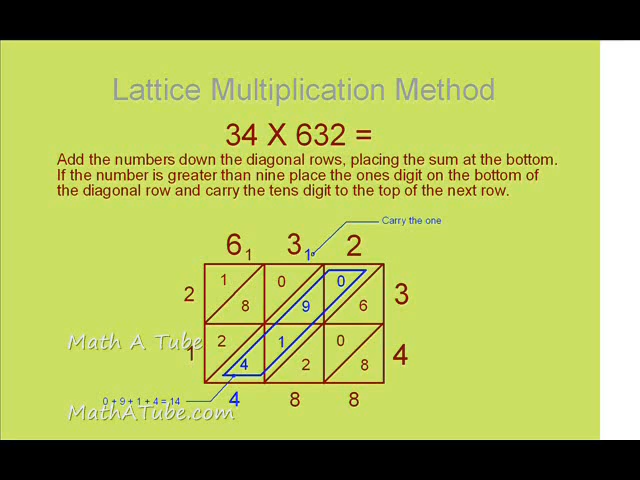 Lattice Multiplication Method
34 X 632 =
Add the numbers down the diagonal rows, placing the sum at the bottom.
If the number is greater than nine place the ones digit on the bottom of
the diagonal row and carry the tens digit to the top of the next row.
Carry the one
6 1 3 1 2
1 0 0
2 3
8 9 6
Math A Tube
2 1 0
1 4
4 2 8
0 + 9 + 1 + 4 = 14
4 8 8
MathATube.com